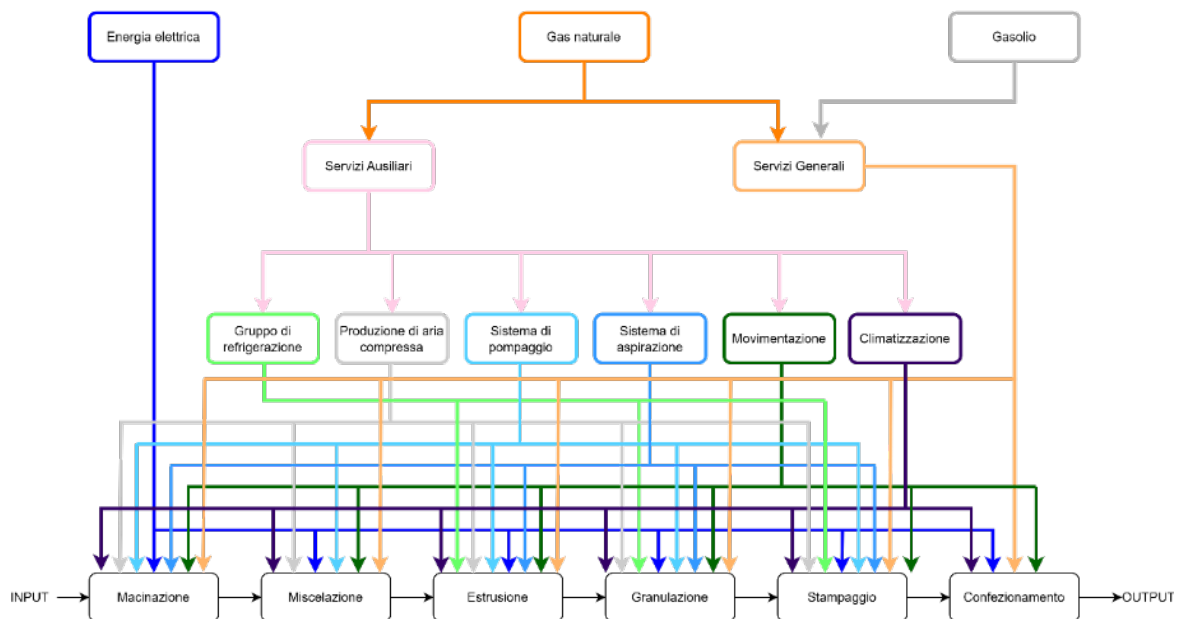 Energia elettrica
Gas naturale
Gasolio
Servizi Ausiliari
Servizi Generali
Gruppo di
refrigerazione
Produzione di aria
compressa
Sistema di
pompaggio
Sistema di
aspirazione
Movimentazione
Climatizzazione
INPUT
Macinazione
Miscelazione
Estrusione
Granulazione
Stampaggio
Confezionamento
OUTPUT